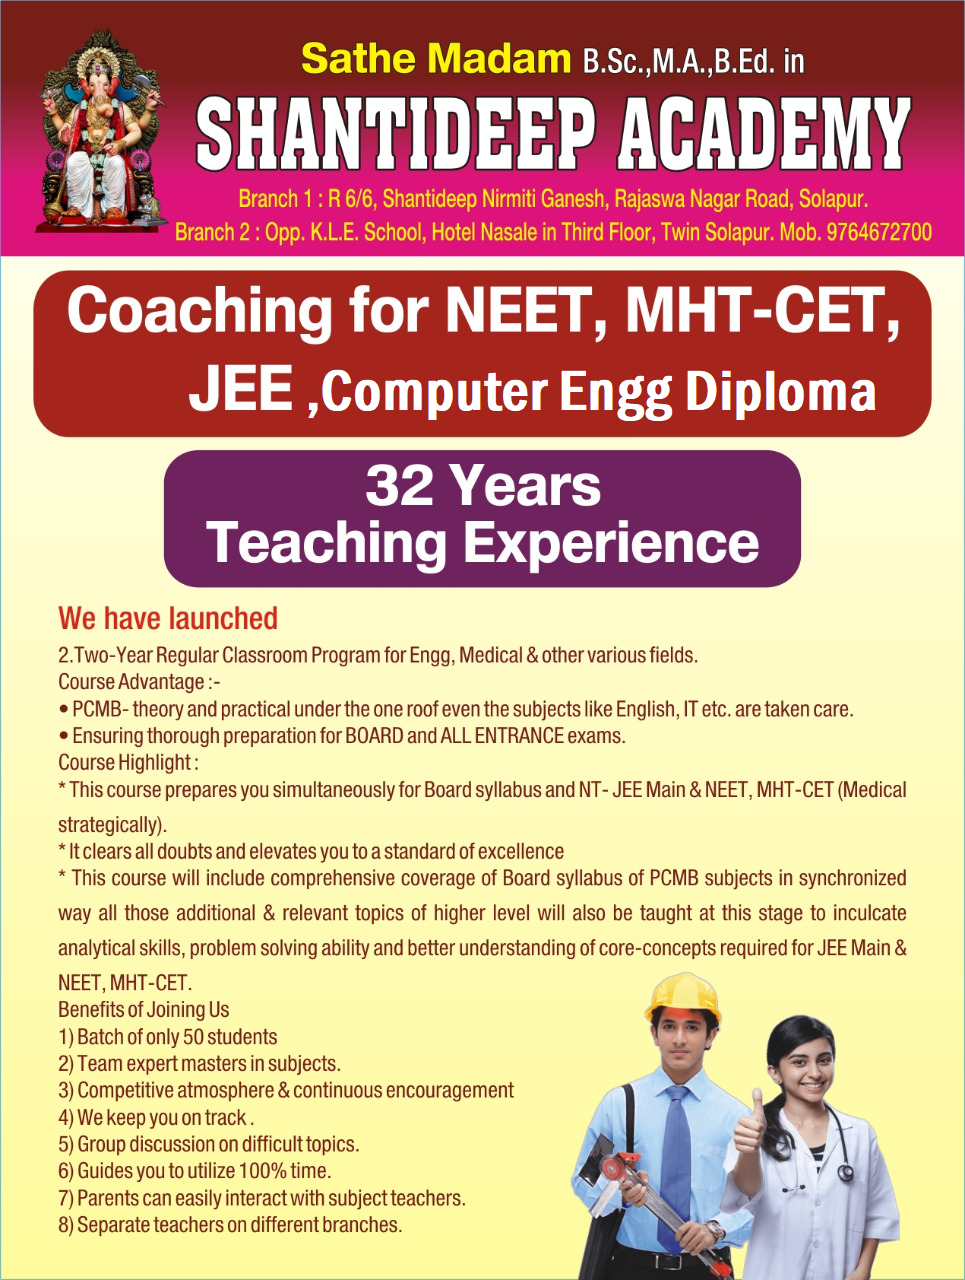 Sathe Madam B.Sc.,M.A.,B.Ed. in
SHANTIDEEP ACADEMY
Branch 1 : R 6/6, Shantideep Nirmiti Ganesh, Rajaswa Nagar Road, Solapur.
Branch 2 : Opp. K.L.E. School, Hotel Nasale in Third Floor, Twin Solapur. Mob. 9764672700
Coaching for NEET, MHT-CET,
JEE ,Computer Engg Diploma
32 Years
Teaching Experience
We have launched
2.Two-Year Regular Classroom Program for Engg, Medical & other various fields.
Course Advantage :-
• PCMB- theory and practical under the one roof even the subjects like English, IT etc. are taken care.
• Ensuring thorough preparation for BOARD and ALL ENTRANCE exams.
Course Highlight :
* This course prepares you simultaneously for Board syllabus and NT- JEE Main & NEET, MHT-CET (Medical
strategically).
* It clears all doubts and elevates you to a standard of excellence
* This course will include comprehensive coverage of Board syllabus of PCMB subjects in synchronized
way all those additional & relevant topics of higher level will also be taught at this stage to inculcate
analytical skills, problem solving ability and better understanding of core-concepts required for JEE Main &
NEET, MHT-CET.
Benefits of Joining Us
1) Batch of only 50 students
2) Team expert masters in subjects.
3) Competitive atmosphere & continuous encouragement
4) We keep you on track .
5) Group discussion on difficult topics.
6) Guides you to utilize 100% time.
7) Parents can easily interact with subject teachers.
8) Separate teachers on different branches.